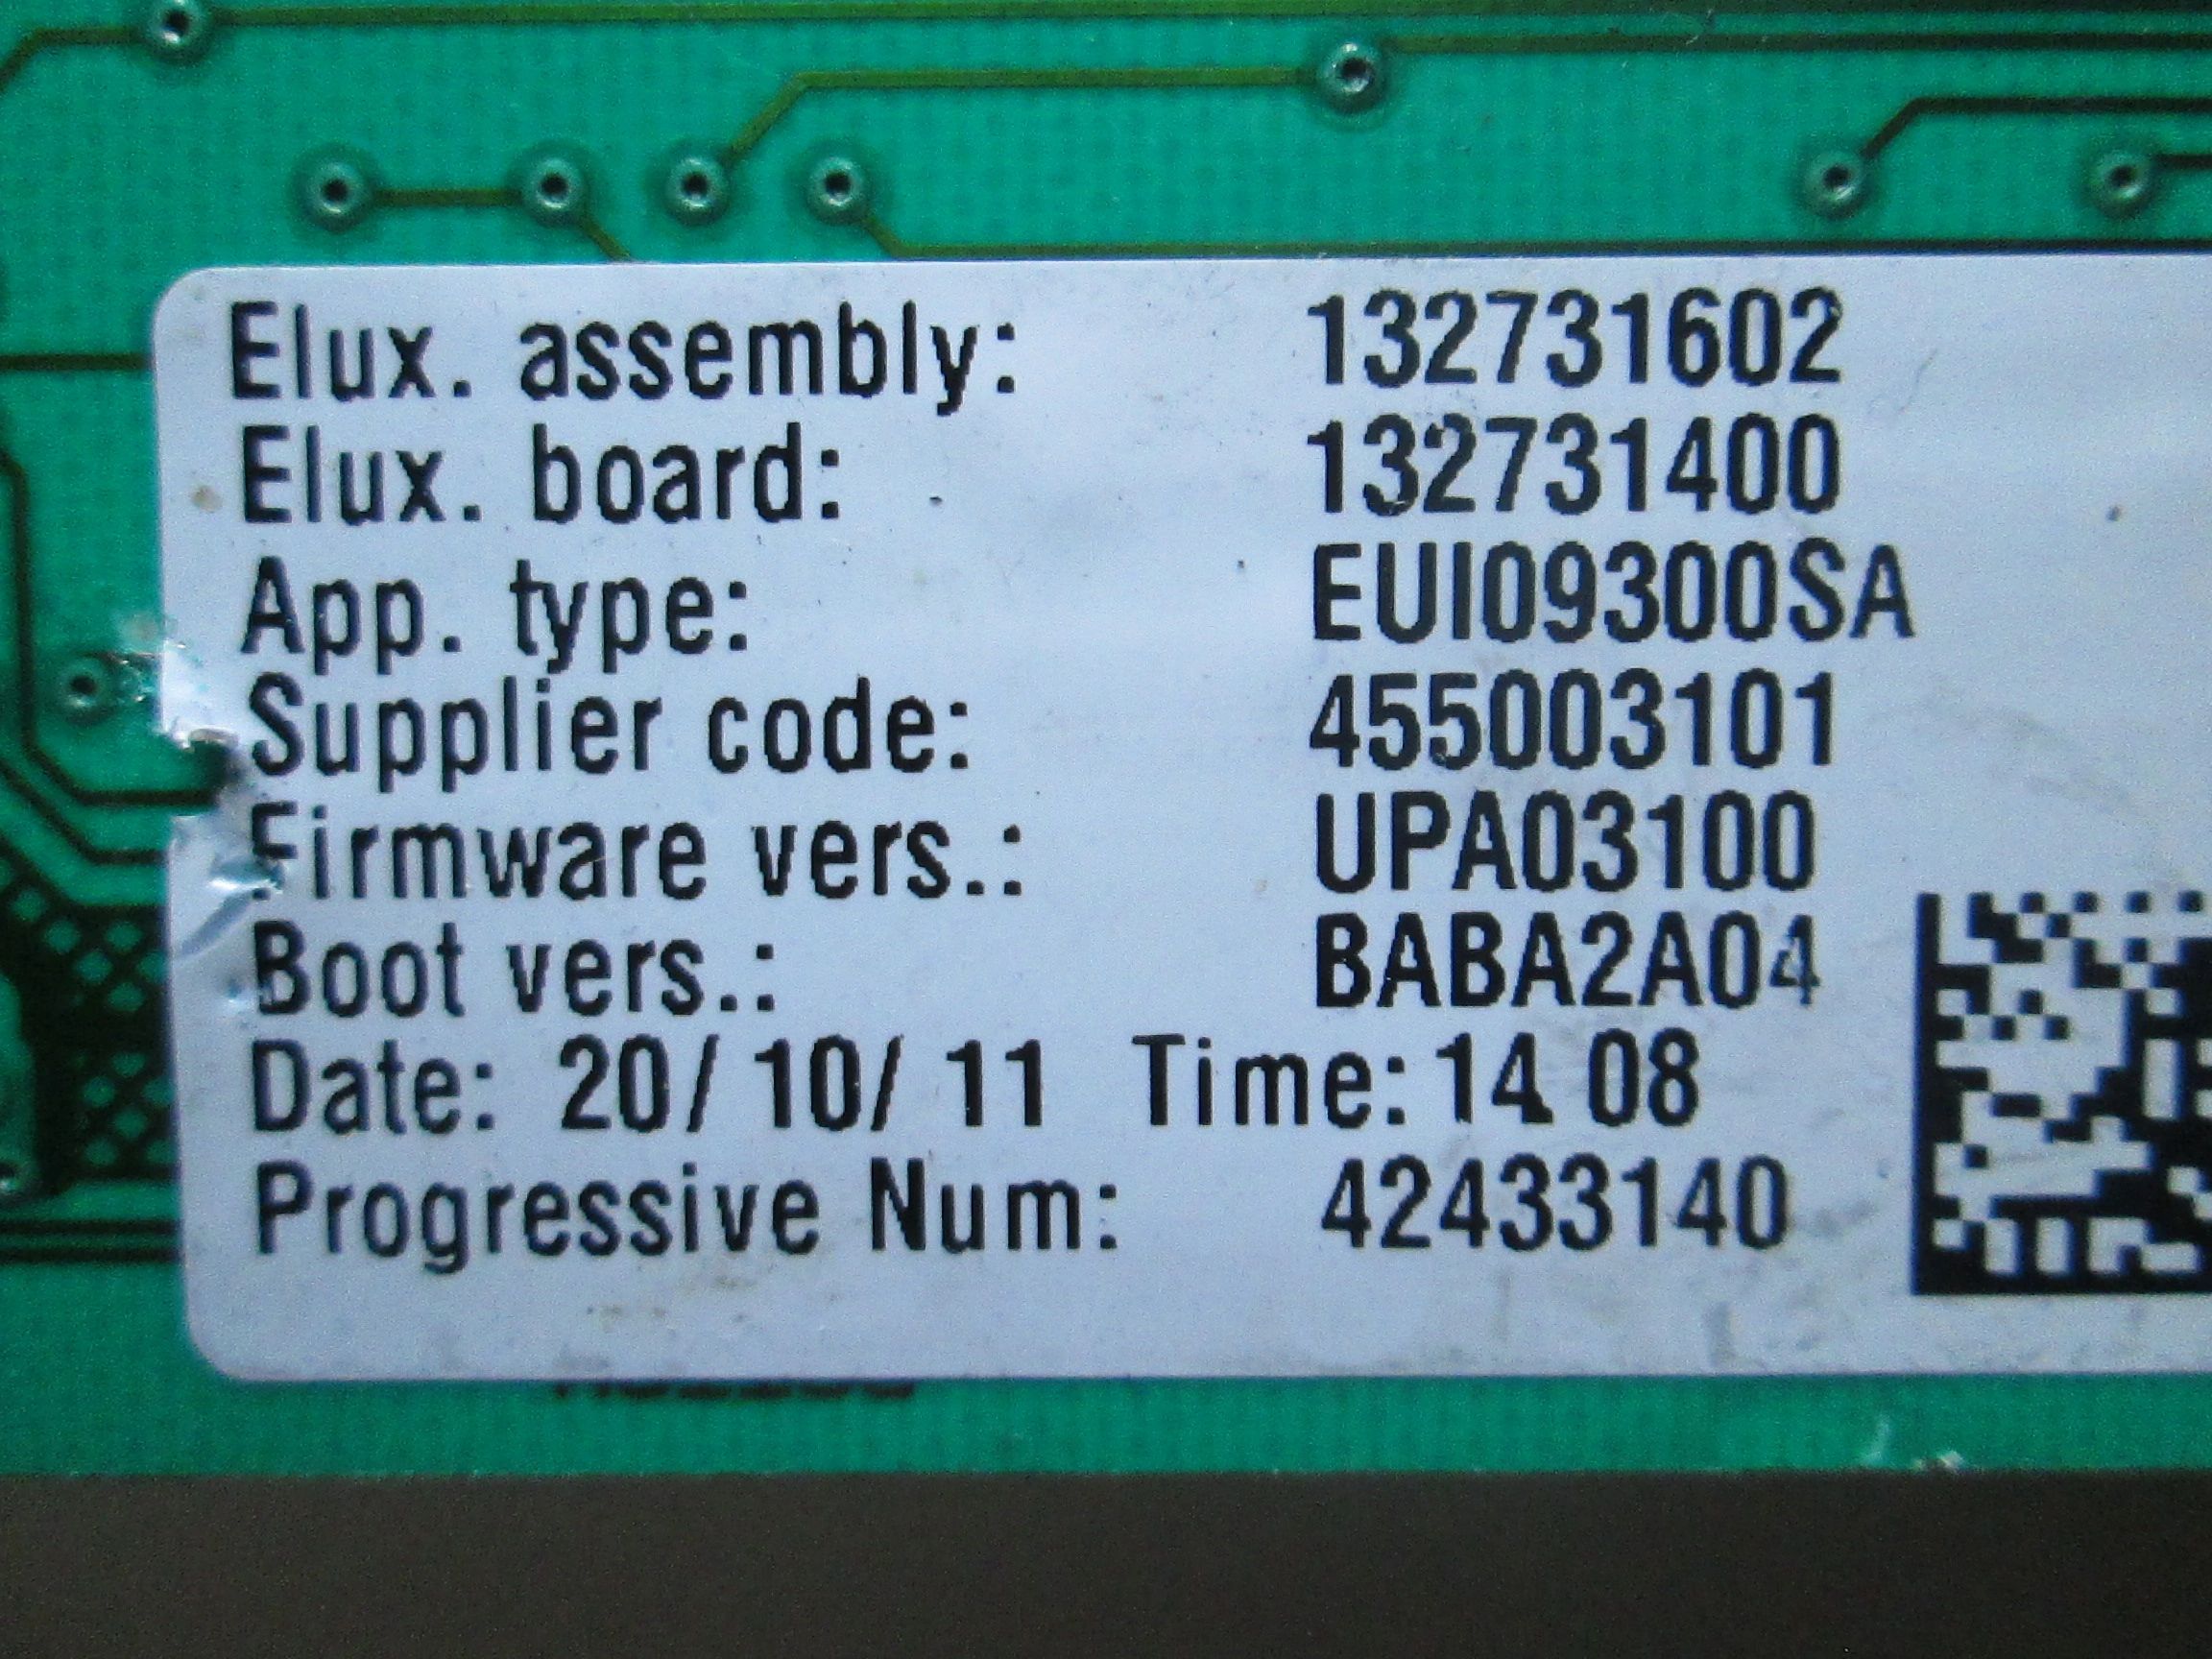 Elux. assembly: 132731602
Elux. board: 132731400
App. type: EUI09300SA
Supplier code: 455003101
Firmware vers.: UPA03100
Boot vers.: BABA2A04
Date: 20/10/11 Time: 14 08
Progressive Num: 42433140